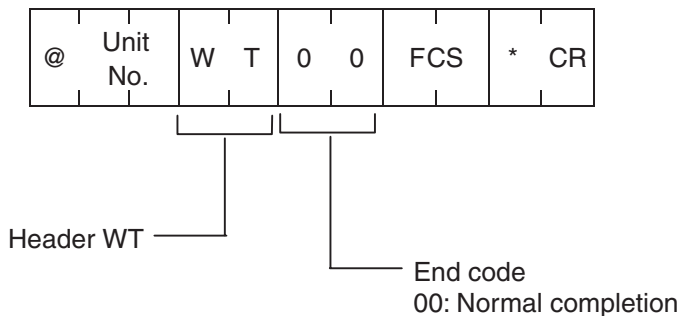 @ Unit No. W T 0 0 FCS * CR
Header WT
End code
00: Normal completion